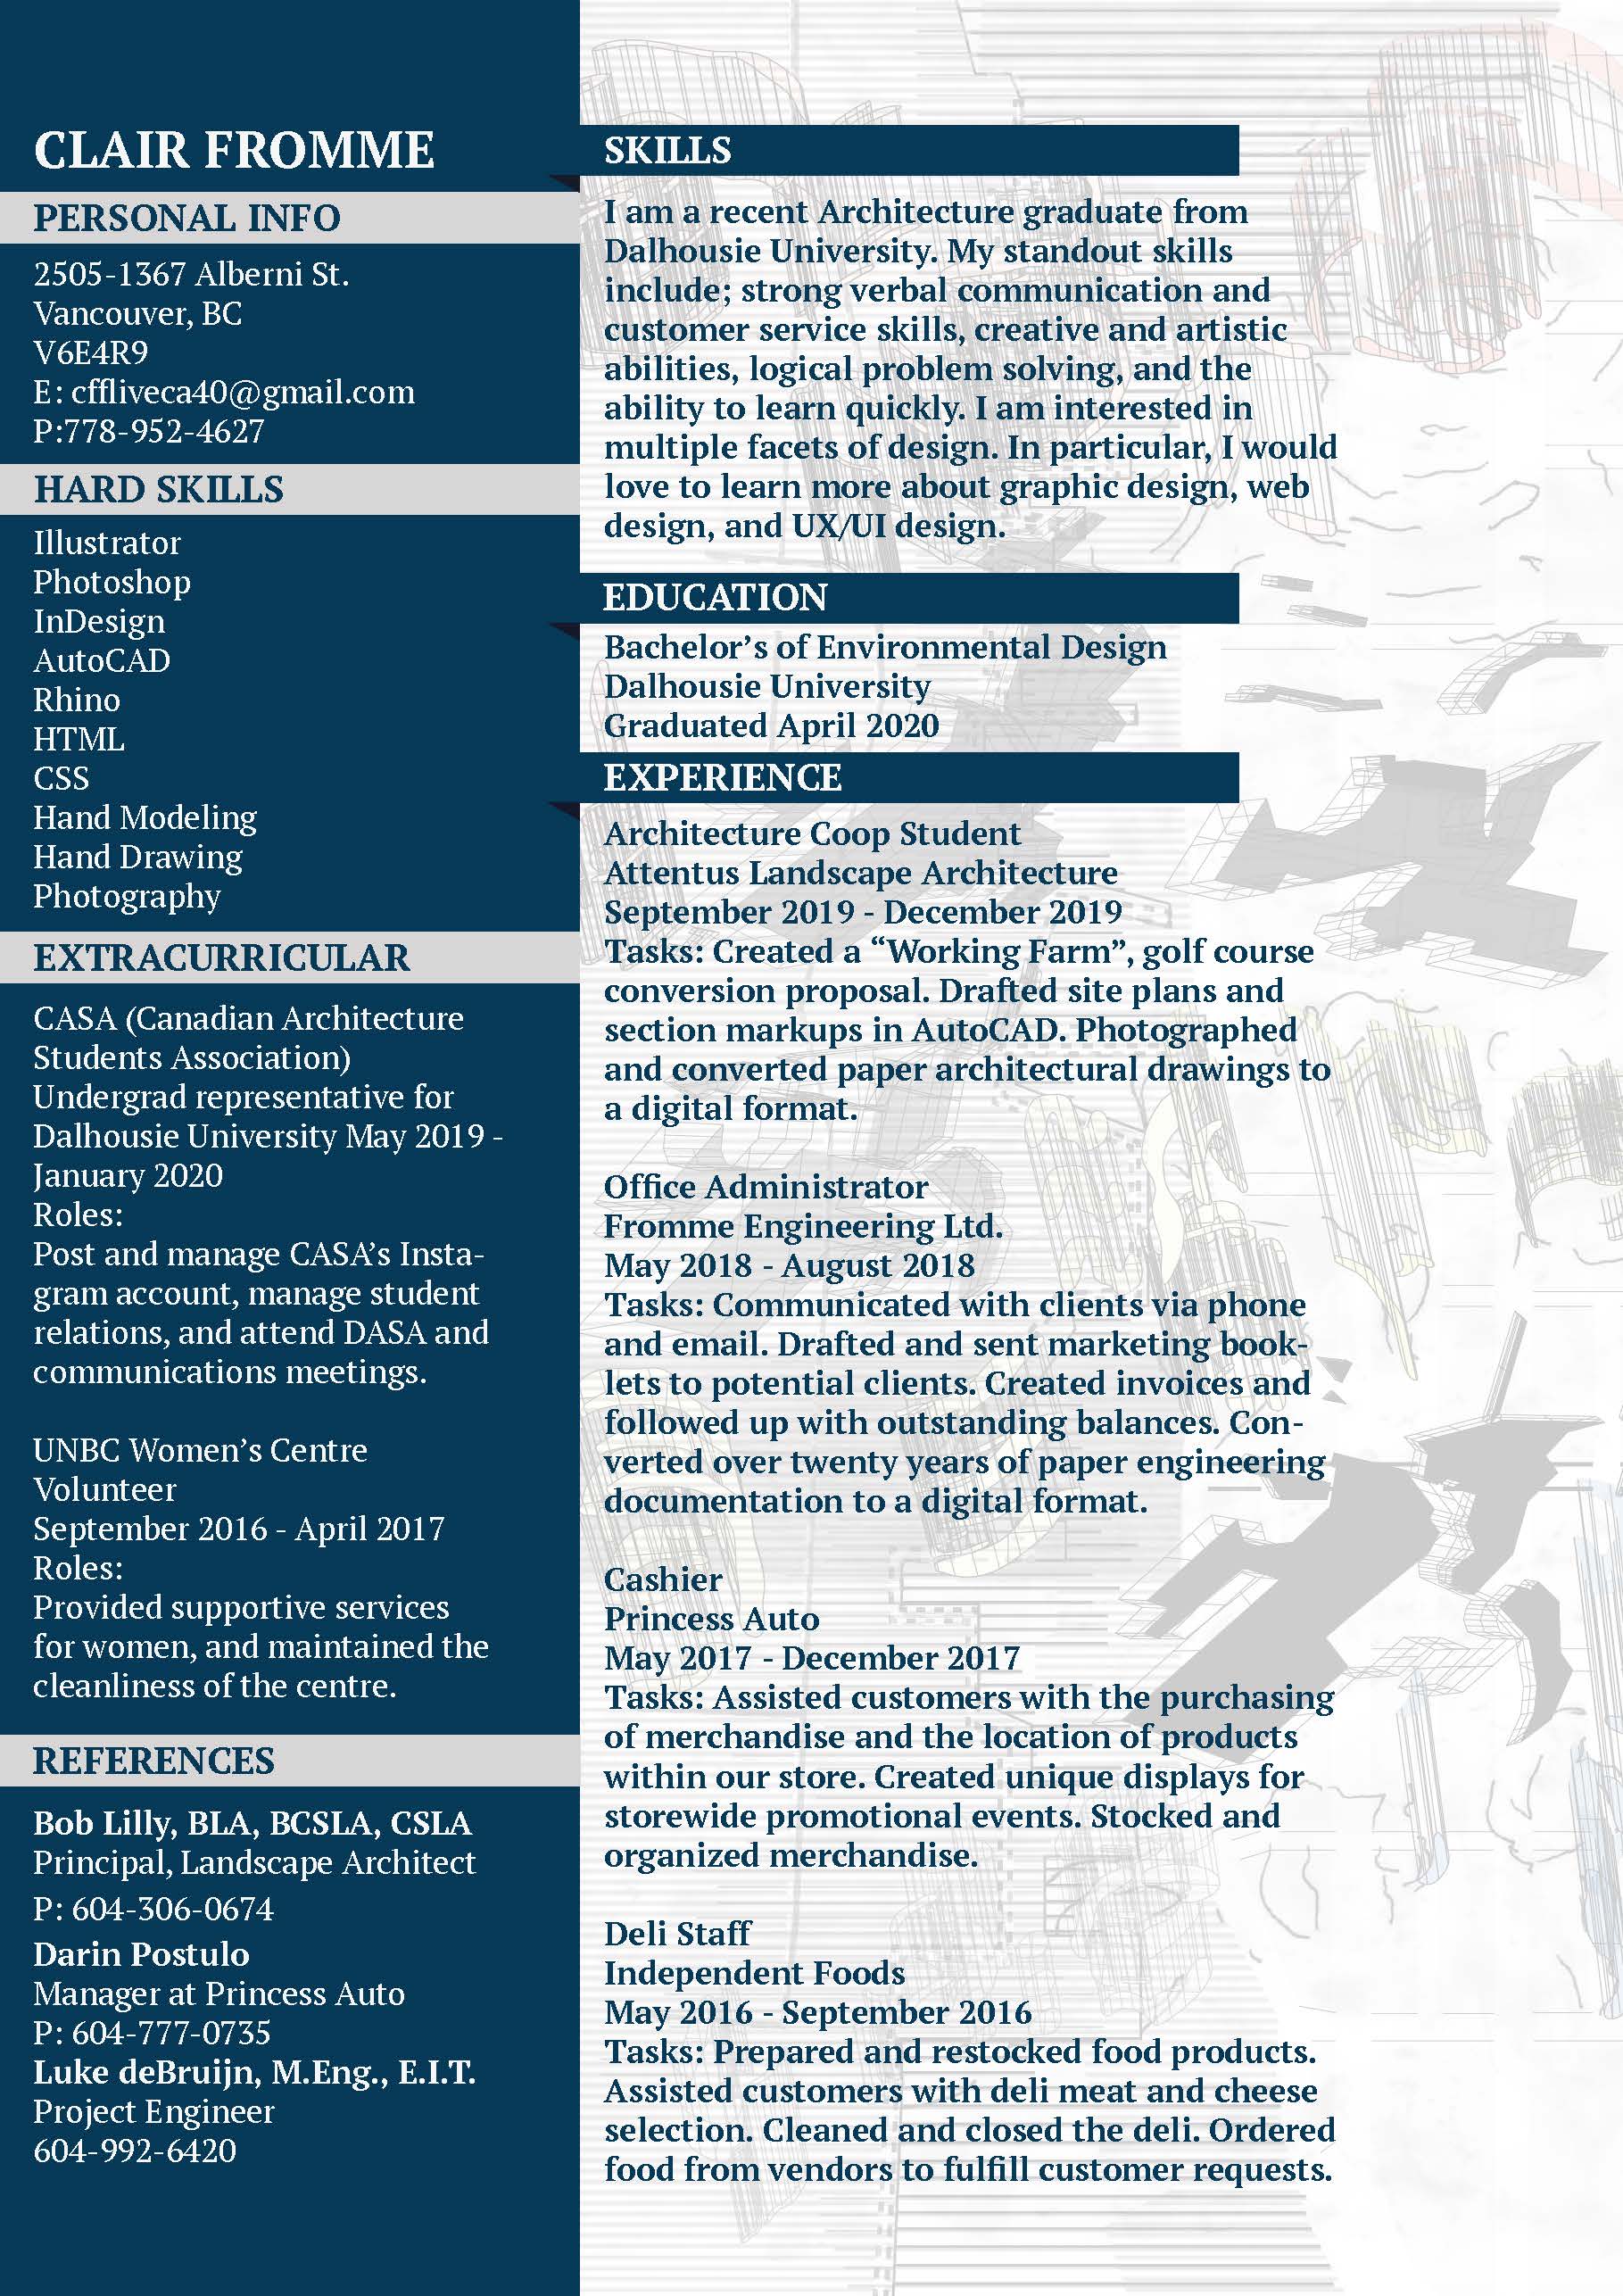 CLAIR FROMME
PERSONAL INFO
2505-1367 Alberni St.
Vancouver, BC
V6E4R9
E: cffliveca40@gmail.com
P:778-952-4627
HARD SKILLS
Illustrator
Photoshop
InDesign
AutoCAD
Rhino
HTML
CSS
Hand Modeling
Hand Drawing
Photography
EXTRACURRICULAR
CASA (Canadian Architecture
Students Association)
Undergrad representative for
Dalhousie University May 2019 -
January 2020
Roles:
Post and manage CASA’s Insta-
gram account, manage student
relations, and attend DASA and
communications meetings.
UNBC Women’s Centre
Volunteer
September 2016 - April 2017
Roles:
Provided supportive services
for women, and maintained the
cleanliness of the centre.
REFERENCES
Bob Lilly, BLA, BCSLA, CSLA
Principal, Landscape Architect
P: 604-306-0674
Darin Postulo
Manager at Princess Auto
P: 604-777-0735
Luke deBruijn, M.Eng., E.I.T.
Project Engineer
604-992-6420
SKILLS
I am a recent Architecture graduate from
Dalhousie University. My standout skills
include; strong verbal communication and
customer service skills, creative and artistic
abilities, logical problem solving, and the
ability to learn quickly. I am interested in
multiple facets of design. In particular, I would
love to learn more about graphic design, web
design, and UX/UI design.
EDUCATION
Bachelor’s of Environmental Design
Dalhousie University
Graduated April 2020
EXPERIENCE
Architecture Coop Student
Attentus Landscape Architecture
September 2019 - December 2019
Tasks: Created a “Working Farm”, golf course
conversion proposal. Drafted site plans and
section markups in AutoCAD. Photographed
and converted paper architectural drawings to
a digital format.
Office Administrator
Fromme Engineering Ltd.
May 2018 - August 2018
Tasks: Communicated with clients via phone
and email. Drafted and sent marketing book-
lets to potential clients. Created invoices and
followed up with outstanding balances. Con-
verted over twenty years of paper engineering
documentation to a digital format.
Cashier
Princess Auto
May 2017 - December 2017
Tasks: Assisted customers with the purchasing
of merchandise and the location of products
within our store. Created unique displays for
storewide promotional events. Stocked and
organized merchandise.
Deli Staff
Independent Foods
May 2016 - September 2016
Tasks: Prepared and restocked food products.
Assisted customers with deli meat and cheese
selection. Cleaned and closed the deli. Ordered
food from vendors to fulfill customer requests.